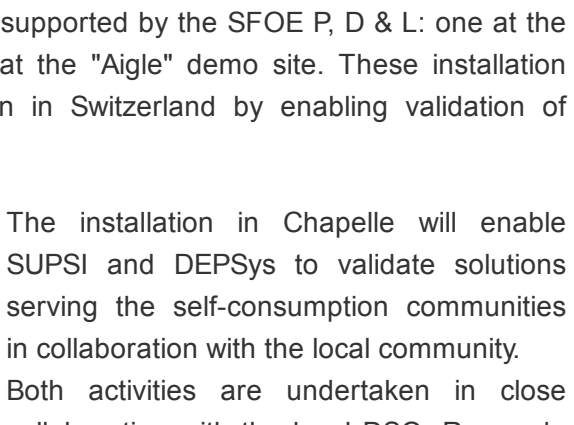 supported by the SFOE P, D & L: one at the
at the "Aigle" demo site. These installation
in Switzerland by enabling validation of
The installation in Chapelle will enable
SUPSI and DEPSys to validate solutions
serving the self-consumption communities
in collaboration with the local community.
Both activities are undertaken in close